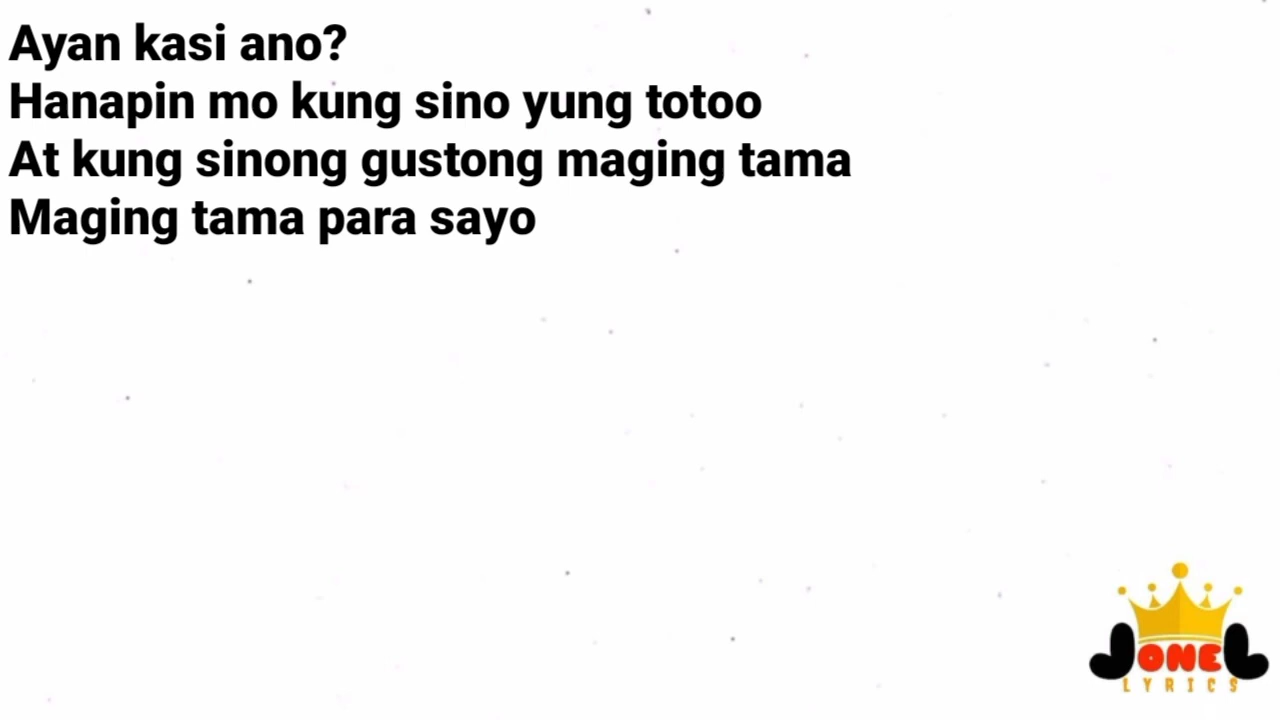 Ayan kasi ano?
Hanapin mo kung sino yung totoo
At kung sinong gustong maging tama
Maging tama para sayo
JONEL
LYRICS